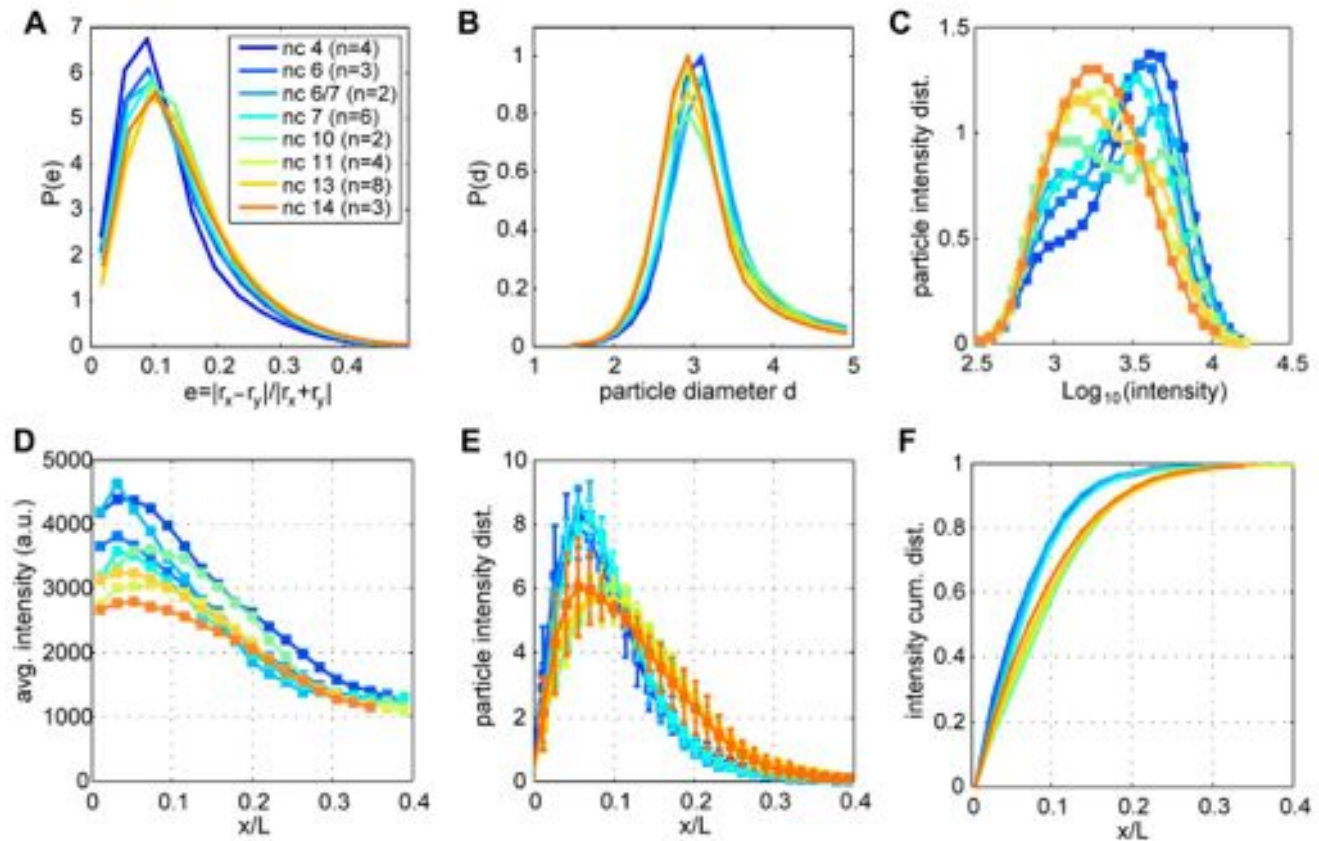 A
7
6
5
4
3
2
1
0
P(e)
0
0.1
0.2
0.3
0.4
e=|rₓ− rᵧ|/|rₓ+rᵧ|
nc 4 (n=4)
nc 6 (n=3)
nc 6/7 (n=2)
nc 7 (n=6)
nc 10 (n=2)
nc 11 (n=4)
nc 13 (n=8)
nc 14 (n=3)
B
1
0.8
0.6
0.4
0.2
0
P(d)
1
2
3
4
5
particle diameter d
C
1.5
1
0.5
0
particle intensity dist.
2.5
3
3.5
4
4.5
Log₁₀(intensity)
D
5000
4000
3000
2000
1000
0
avg. intensity (a.u.)
0
0.1
0.2
0.3
0.4
x/L
E
10
8
6
4
2
0
particle intensity dist.
0
0.1
0.2
0.3
0.4
x/L
F
1
0.8
0.6
0.4
0.2
0
intensity cum. dist.
0.1
0.2
0.3
0.4
x/L